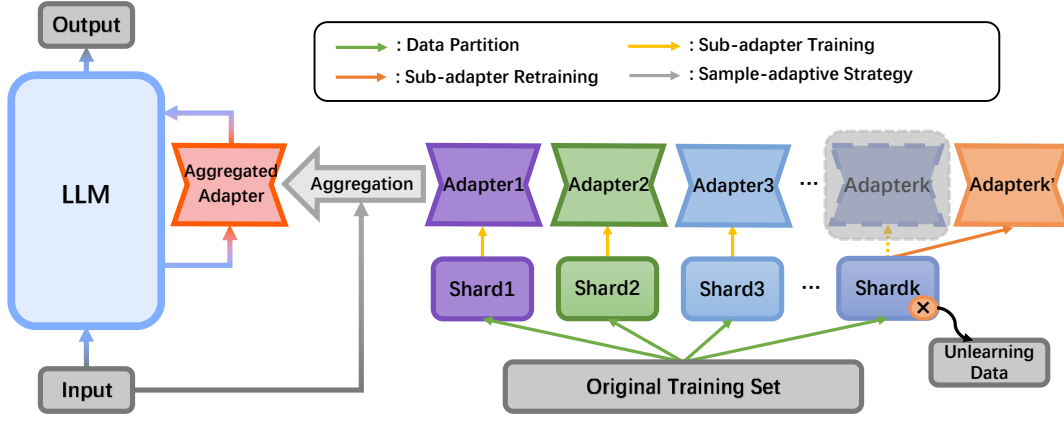 Output
: Data Partition
: Sub-adapter Training
: Sub-adapter Retraining
: Sample-adaptive Strategy
LLM
Aggregated
Adapter
Aggregation
Adapter1
Adapter2
Adapter3
...
Adapterk
Adapterk'
Shard1
Shard2
Shard3
...
Shardk
Unlearning
Data
Input
Original Training Set